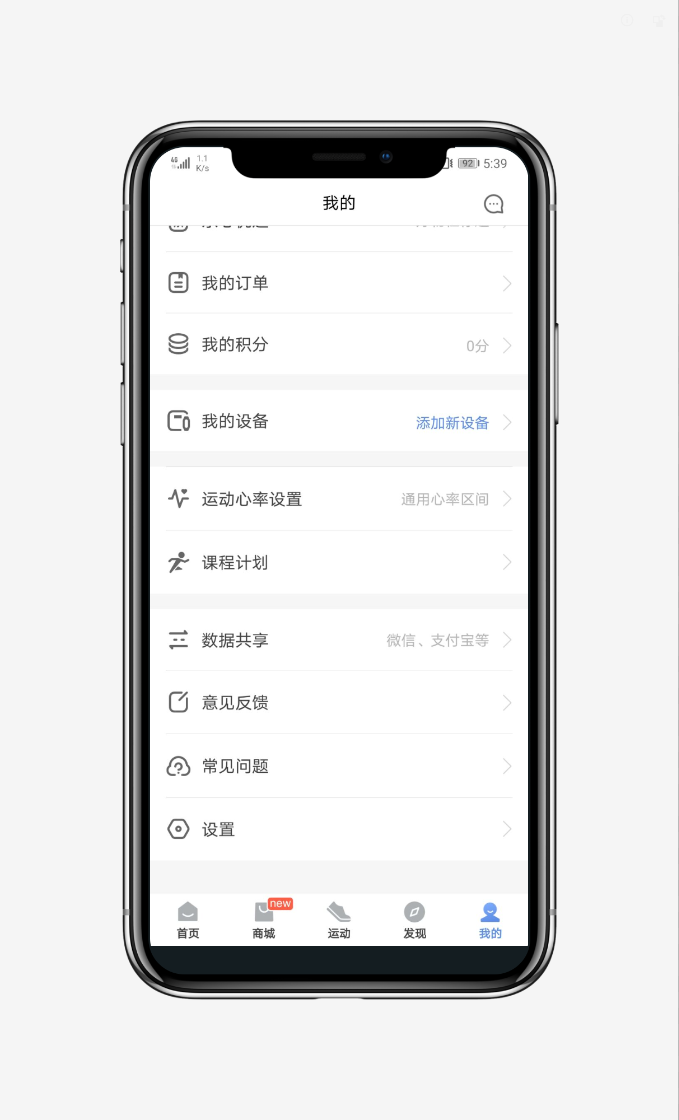 4G
1.1
K/s
92
5:39
我的
我的订单
我的积分
0分
我的设备
添加新设备
运动心率设置
通用心率区间
课程计划
数据共享
微信、支付宝等
意见反馈
常见问题
设置
new
首页
商城
运动
发现
我的